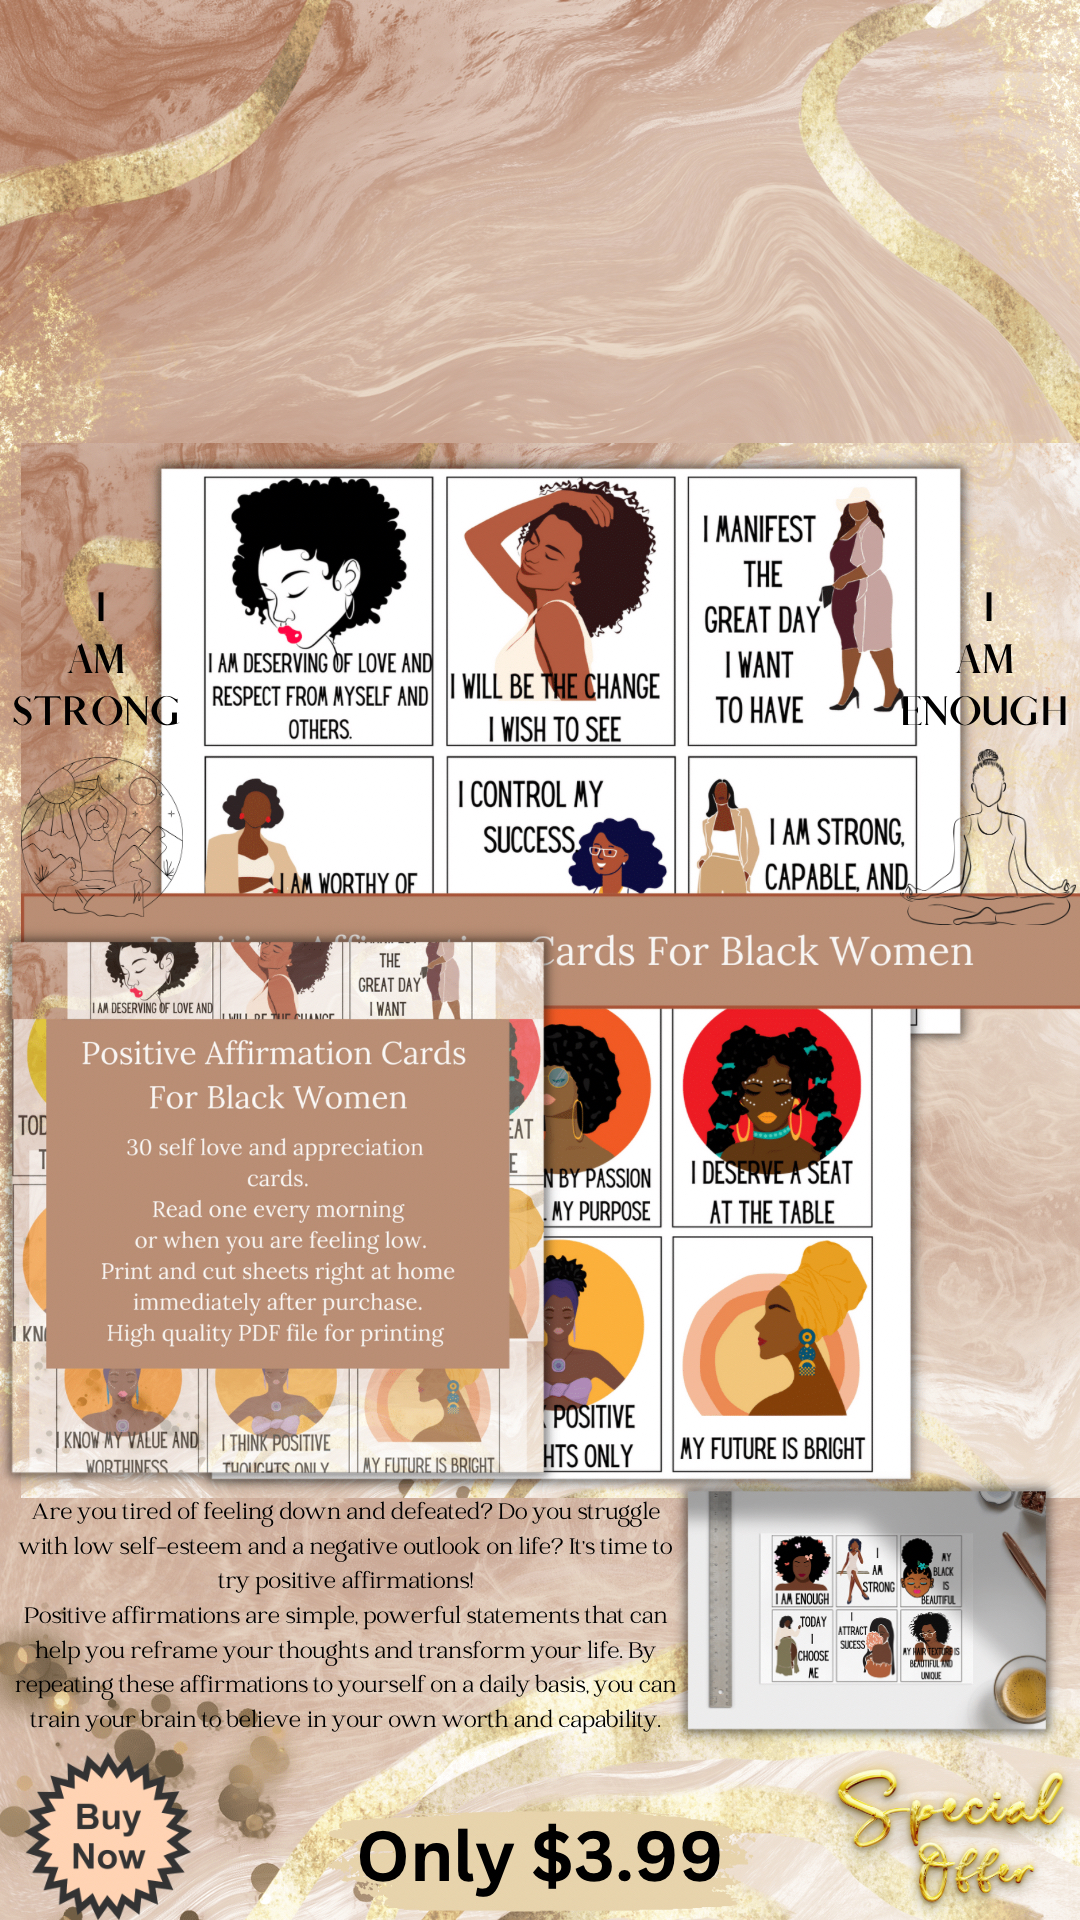 I AM DESERVING OF LOVE AND
RESPECT FROM MYSELF AND
OTHERS.
I WILL BE THE CHANGE
I WISH TO SEE
I MANIFEST
THE
GREAT DAY
I WANT
TO HAVE
I
AM
STRONG
I
AM
ENOUGH
I AM WORTHY OF
I CONTROL MY
SUCCESS
I AM STRONG,
CAPABLE, AND
Cards For Black Women
THE
GREAT DAY
I WANT
I AM DESERVING OF LOVE AND
I WILL BE THE CHANGE
Positive Affirmation Cards
For Black Women
30 self love and appreciation
cards.
Read one every morning
or when you are feeling low.
Print and cut sheets right at home
immediately after purchase.
High quality PDF file for printing
BY PASSION
MY PURPOSE
I DESERVE A SEAT
AT THE TABLE
POSITIVE
ONLY
MY FUTURE IS BRIGHT
I KNOW MY VALUE AND
WORTHINESS
I THINK POSITIVE
THOUGHTS ONLY
MY FUTURE IS BRIGHT
Are you tired of feeling down and defeated? Do you struggle
with low self-esteem and a negative outlook on life? It's time to
try positive affirmations!
Positive affirmations are simple, powerful statements that can
help you reframe your thoughts and transform your life. By
repeating these affirmations to yourself on a daily basis, you can
train your brain to believe in your own worth and capability.
I AM ENOUGH
I
AM
STRONG
MY
BLACK
IS
BEAUTIFUL
TODAY
I
CHOOSE
ME
I
ATTRACT
SUCESS
MY HAIR TEXTURE IS
BEAUTIFUL AND
UNIQUE
Buy
Now
Only $3.99
Special
Offer